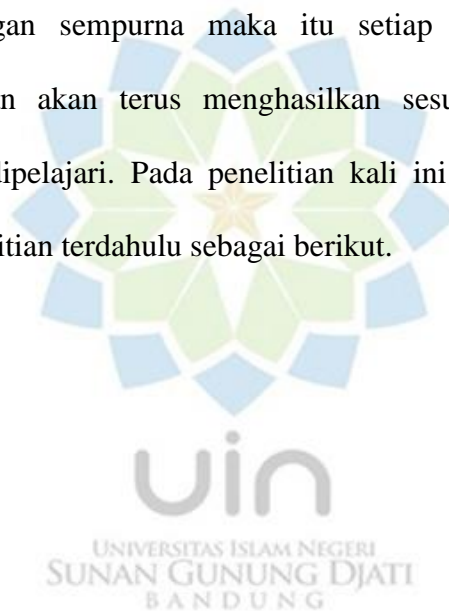 gan sempurna maka itu setiap
n akan terus menghasilkan sesu
dipelajari. Pada penelitian kali ini
itian terdahulu sebagai berikut.
uin
UNIVERSITAS ISLAM NEGERI
SUNAN GUNUNG DJATI
BANDUNG